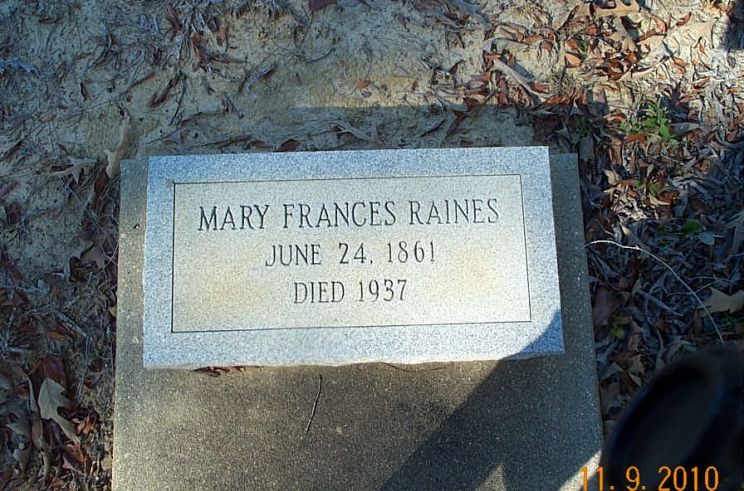 MARY FRANCES RAINES
JUNE 24, 1861
DIED 1937
11. 9. 2010